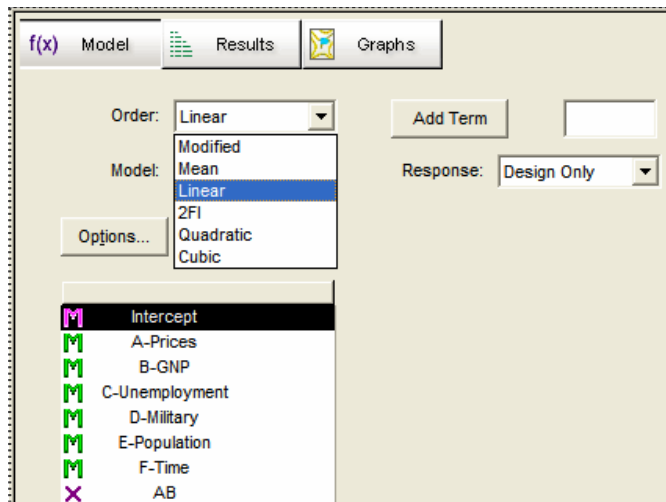 f(x) Model Results Graphs
Order: Linear Add Term
Modified
Model: Mean Response: Design Only
Linear
2FI
Options... Quadratic
Cubic
Intercept
A-Prices
B-GNP
C-Unemployment
D-Military
E-Population
F-Time
AB